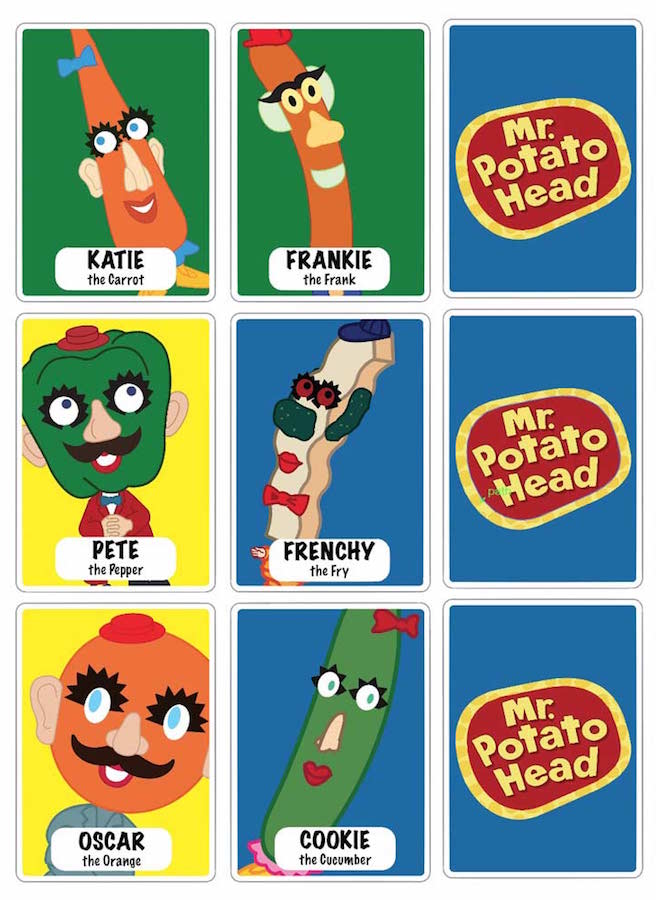 KATIE
the Carrot
FRANKIE
the Frank
Mr.
Potato
Head
PETE
the Pepper
FRENCHY
the Fry
Mr.
Potato
Head
OSCAR
the Orange
COOKIE
the Cucumber
Mr.
Potato
Head